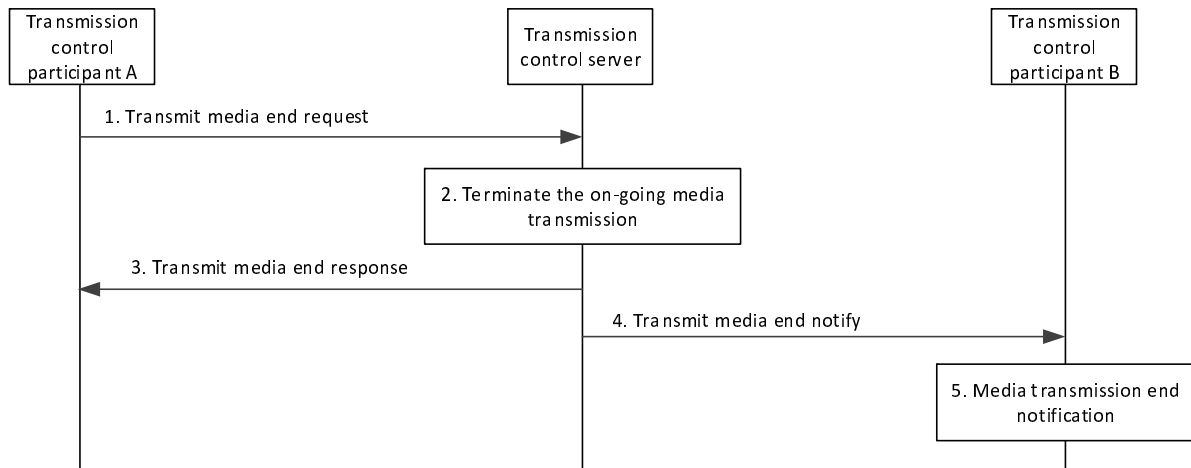 Transmission
control
participant A
Transmission
control server
Transmission
control
participant B
1. Transmit media end request
2. Terminate the on-going media
transmission
3. Transmit media end response
4. Transmit media end notify
5. Media transmission end
notification